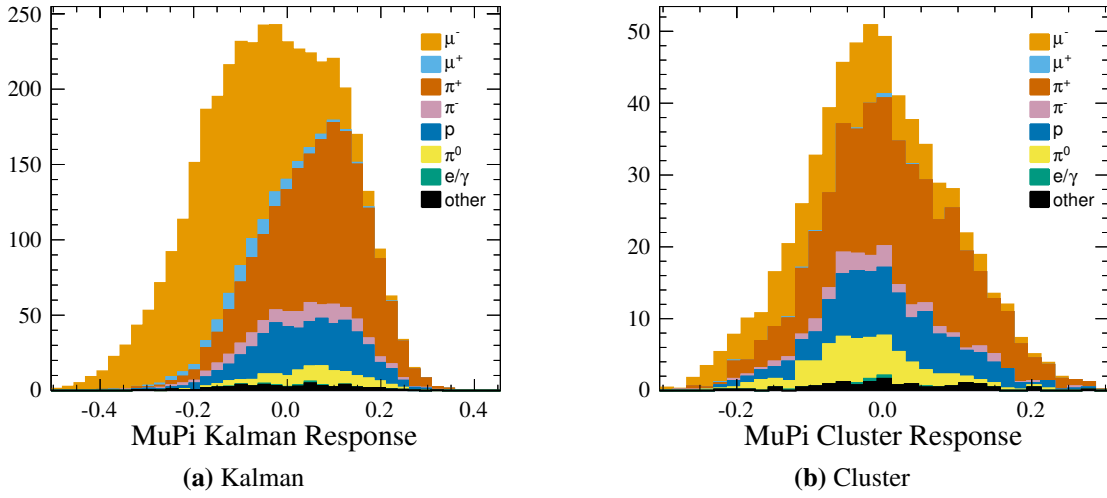 250
200
150
100
50
0
-0.4 -0.2 0.0 0.2 0.4
μ⁻
μ⁺
π⁺
π⁻
p
π⁰
e/γ
other
MuPi Kalman Response
(a) Kalman
50
40
30
20
10
0
-0.2 0.0 0.2
μ⁻
μ⁺
π⁺
π⁻
p
π⁰
e/γ
other
MuPi Cluster Response
(b) Cluster